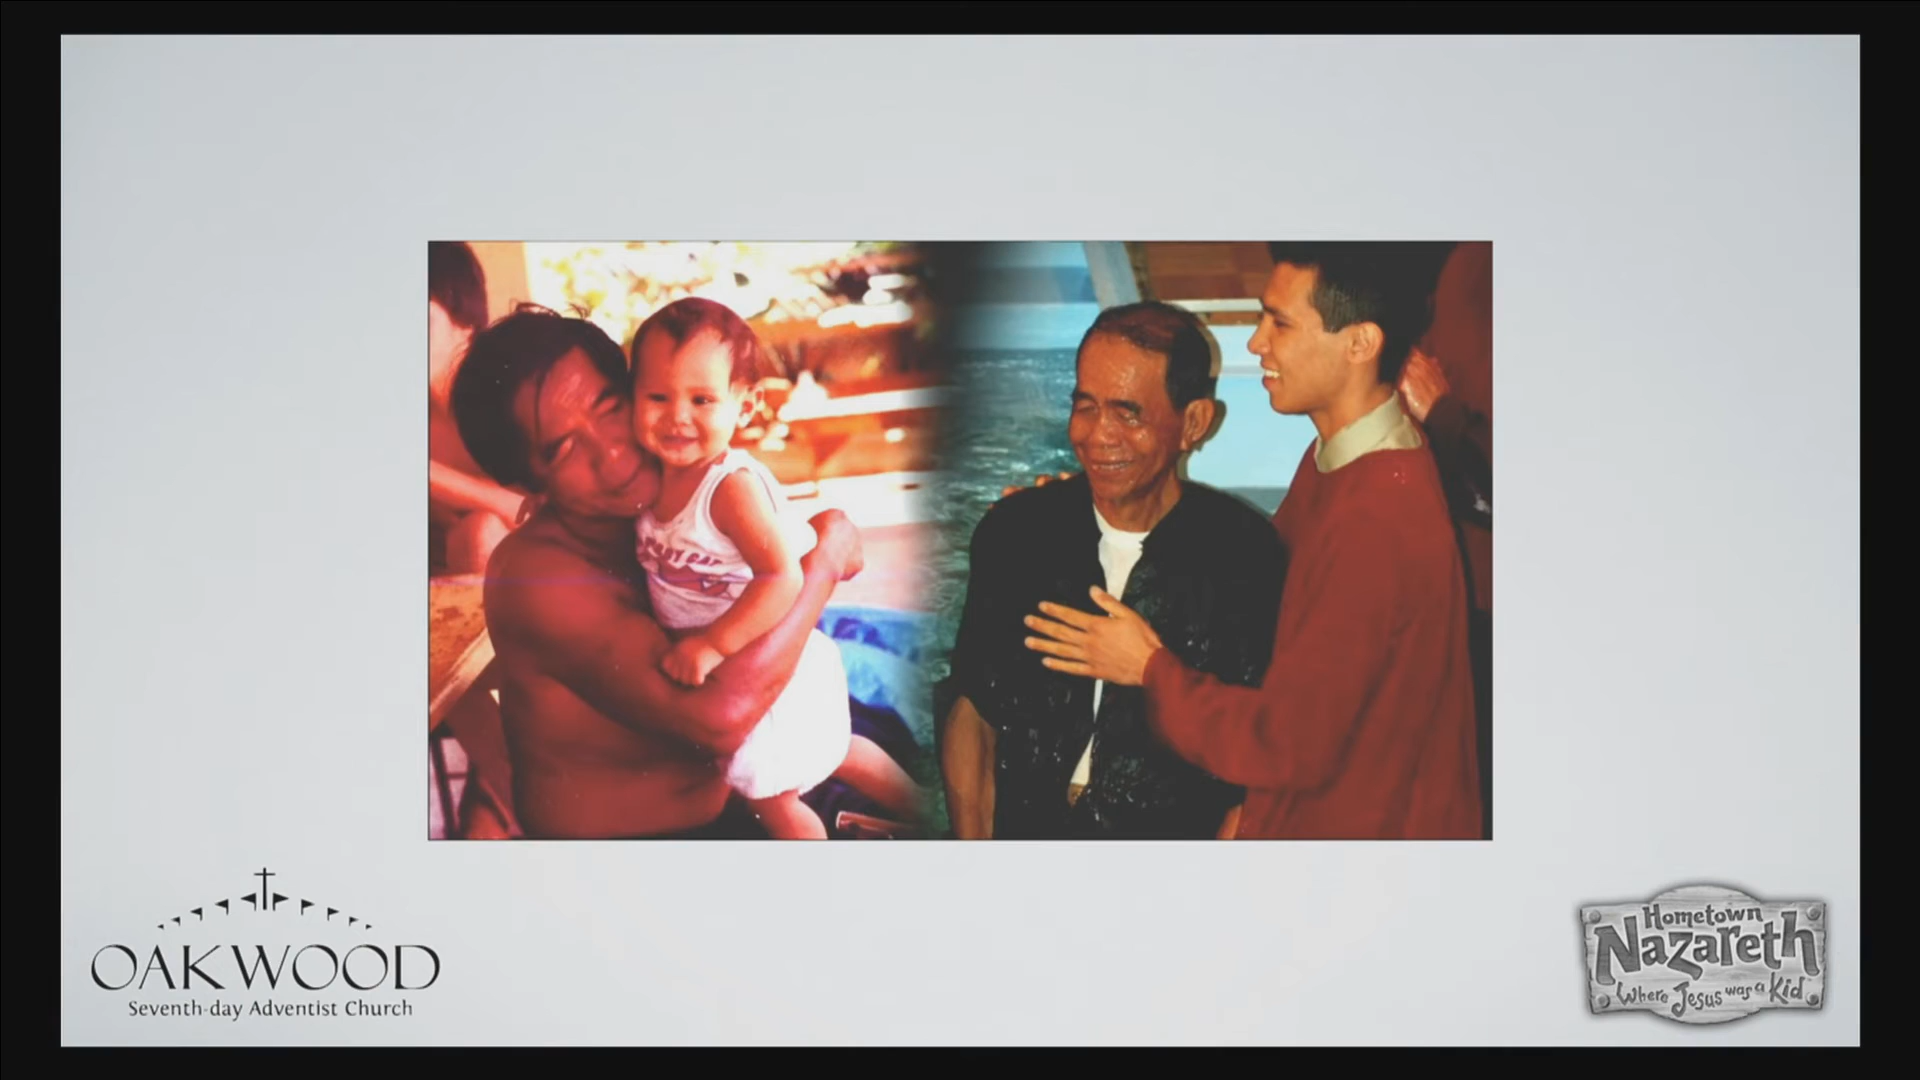 OAKWOOD
Seventh-day Adventist Church
Hometown
Nazareth
Where Jesus was a Kid